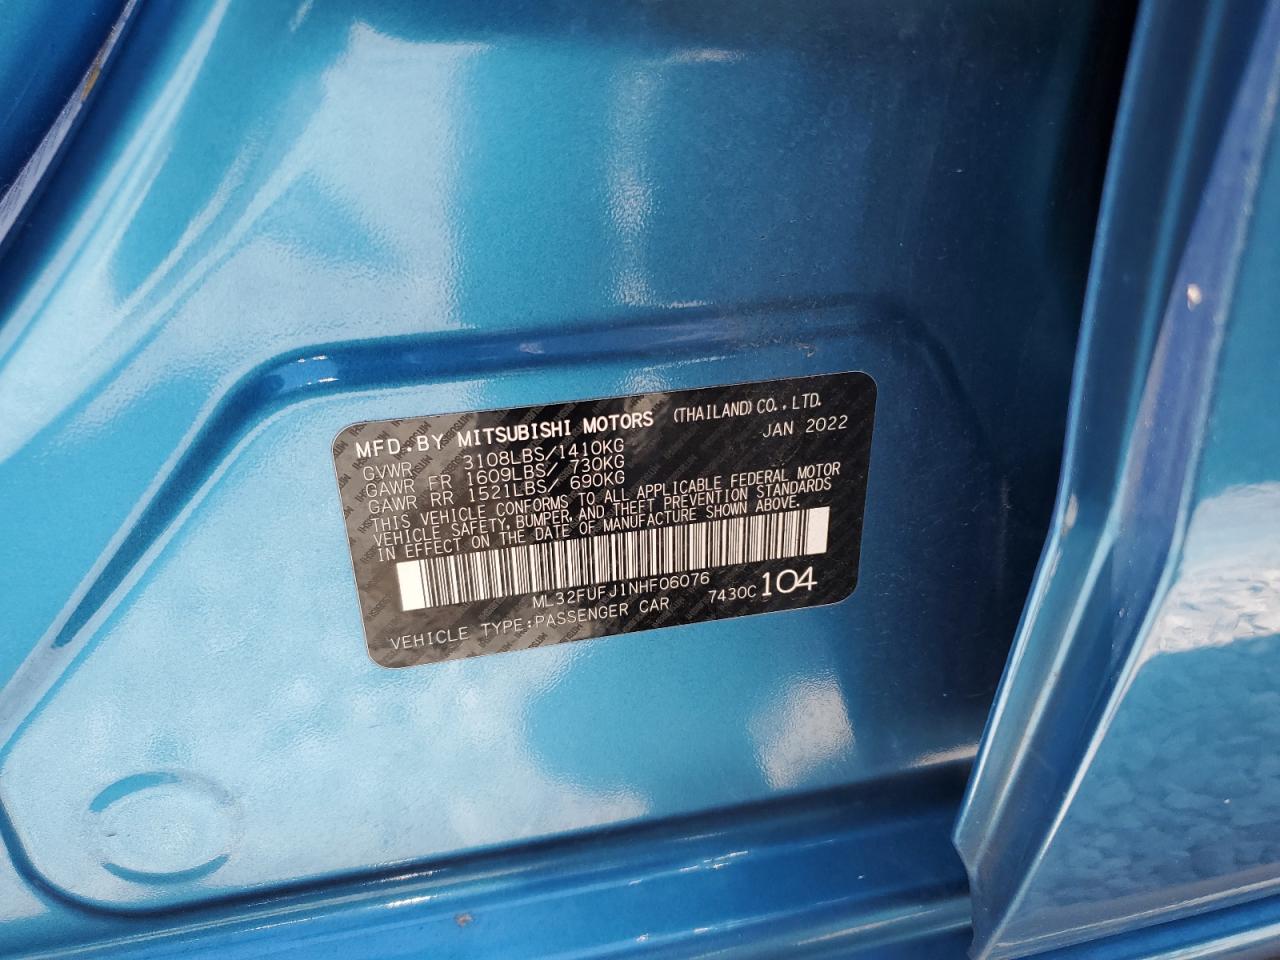 MFD.BY MITSUBISHI MOTORS (THAILAND) CO., LTD.
JAN 2022
GVWR 3108LBS/1410KG
GAWR FR 1609LBS/ 730KG
GAWR RR 1521LBS/ 690KG
THIS VEHICLE CONFORMS TO ALL APPLICABLE FEDERAL MOTOR
VEHICLE SAFETY, BUMPER, AND THEFT PREVENTION STANDARDS
IN EFFECT ON THE DATE OF MANUFACTURE SHOWN ABOVE.
ML32FUFJ1NHF06076
VEHICLE TYPE:PASSENGER CAR 7430C 104